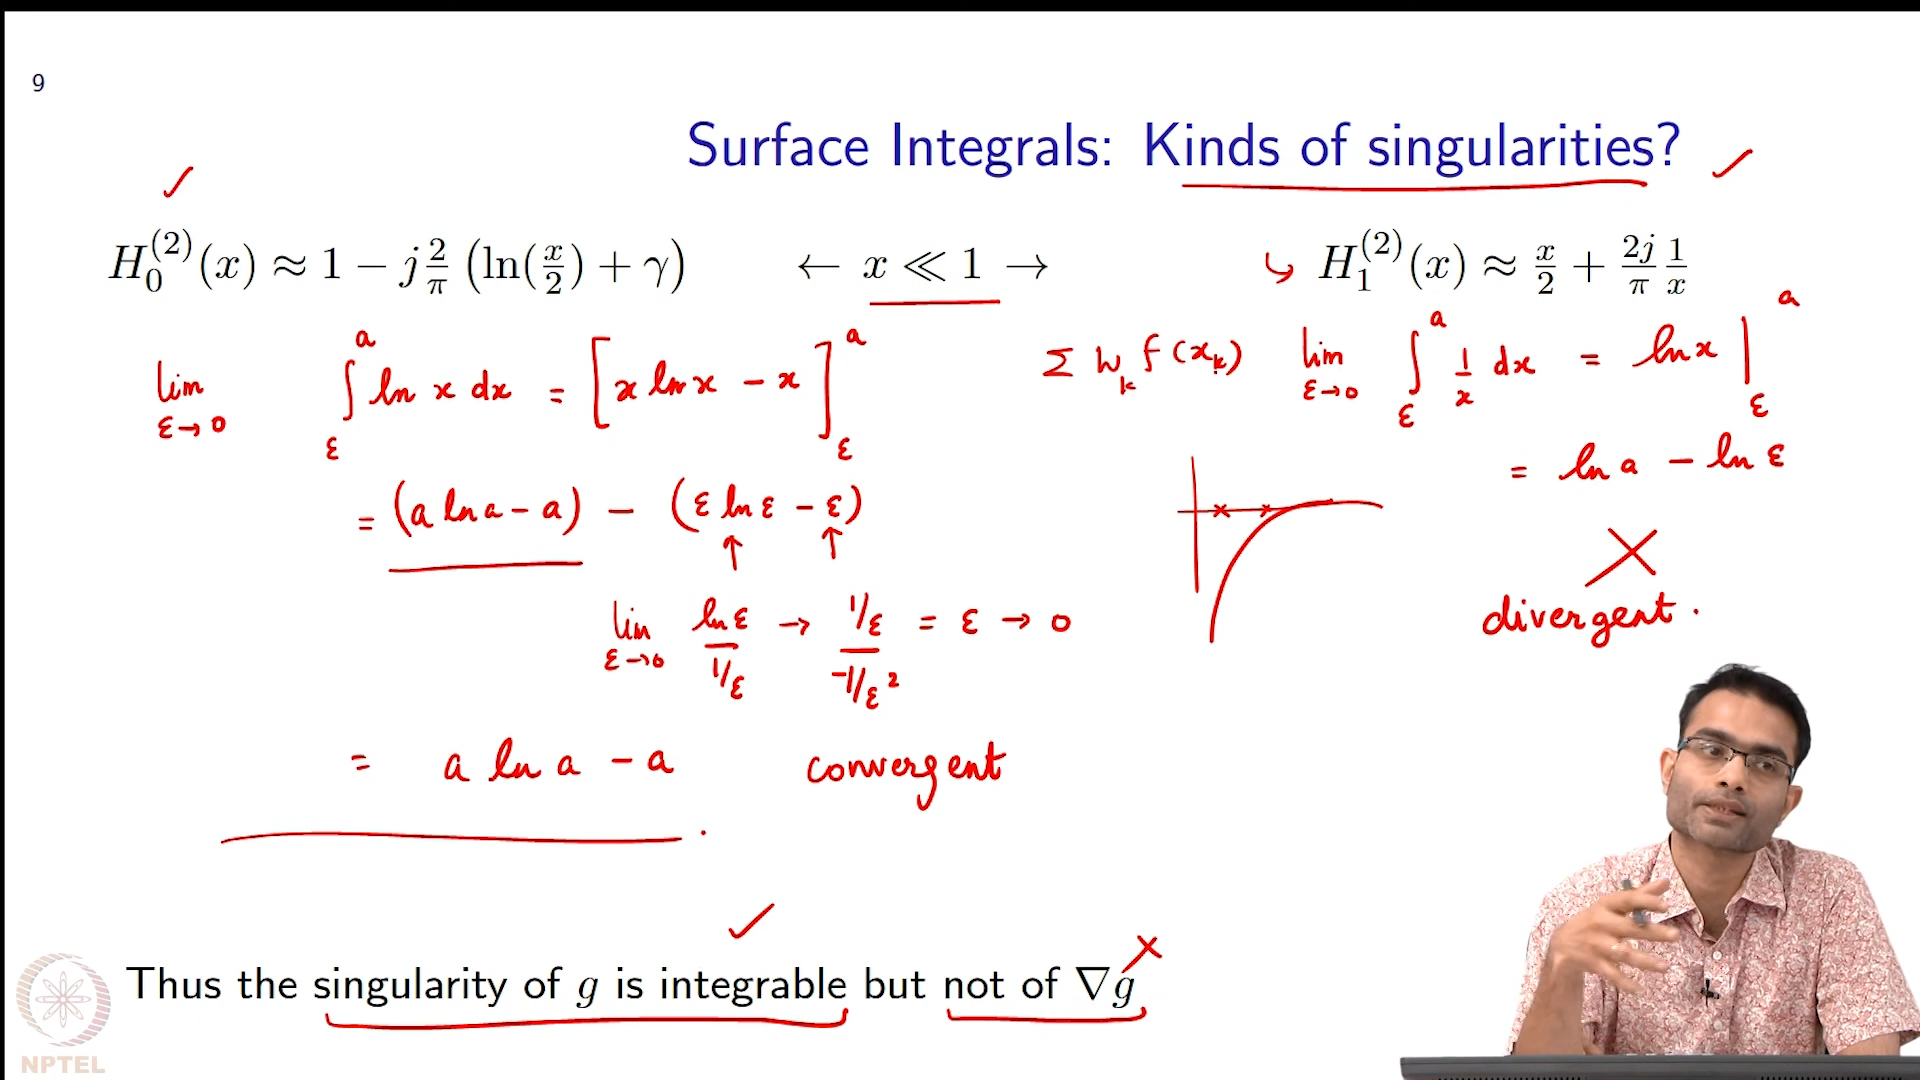 9
Surface Integrals: Kinds of singularities?
H₀⁽²⁾(x) ≈ 1 − j 2/π (ln(x/2) + γ) ← x ≪ 1 → H₁⁽²⁾(x) ≈ x/2 + 2j/π 1/x
lim ε→0 ∫_ε^a ln x dx = [x ln x − x]_ε^a
= (a ln a − a) − (ε ln ε − ε)
lim ε→0 ln ε / 1/ε → 1/ε / −1/ε² = ε → 0
= a ln a − a convergent
Σ w_k f(x_k)
lim ε→0 ∫_ε^a 1/x dx = ln x |_ε^a
= ln a − ln ε
divergent.
Thus the singularity of g is integrable but not of ∇g
NPTEL